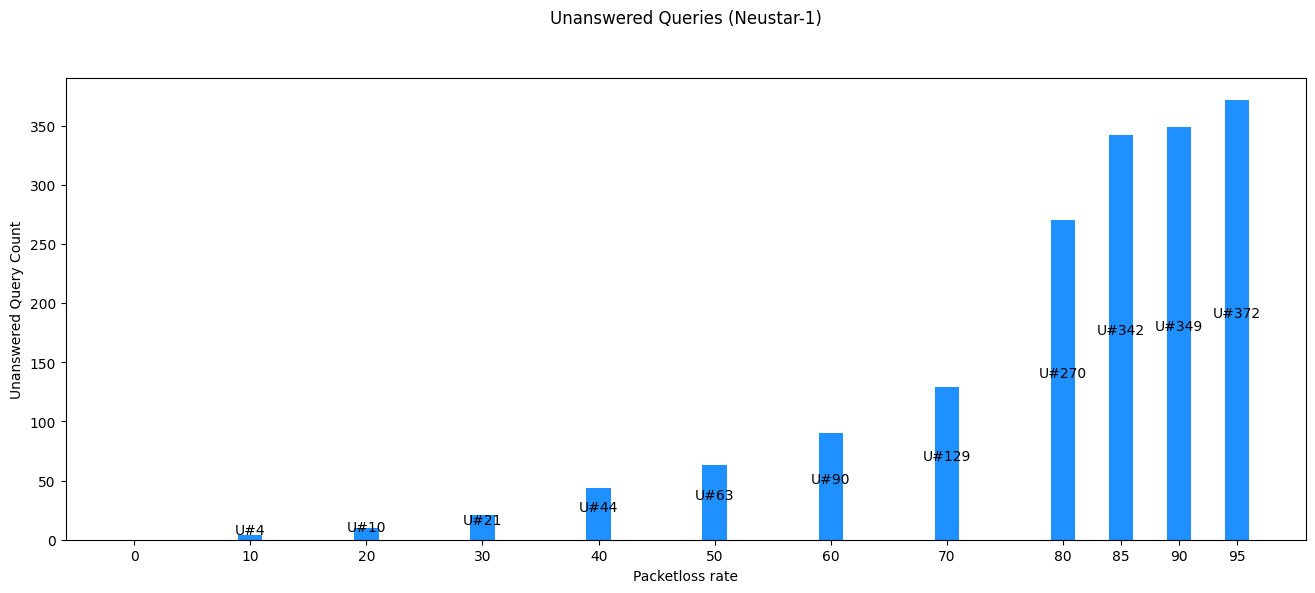 Unanswered Queries (Neustar-1)
Unanswered Query Count
350
300
250
200
150
100
50
0
U#4
U#10
U#21
U#44
U#63
U#90
U#129
U#270
U#342
U#349
U#372
0 10 20 30 40 50 60 70 80 85 90 95
Packetloss rate